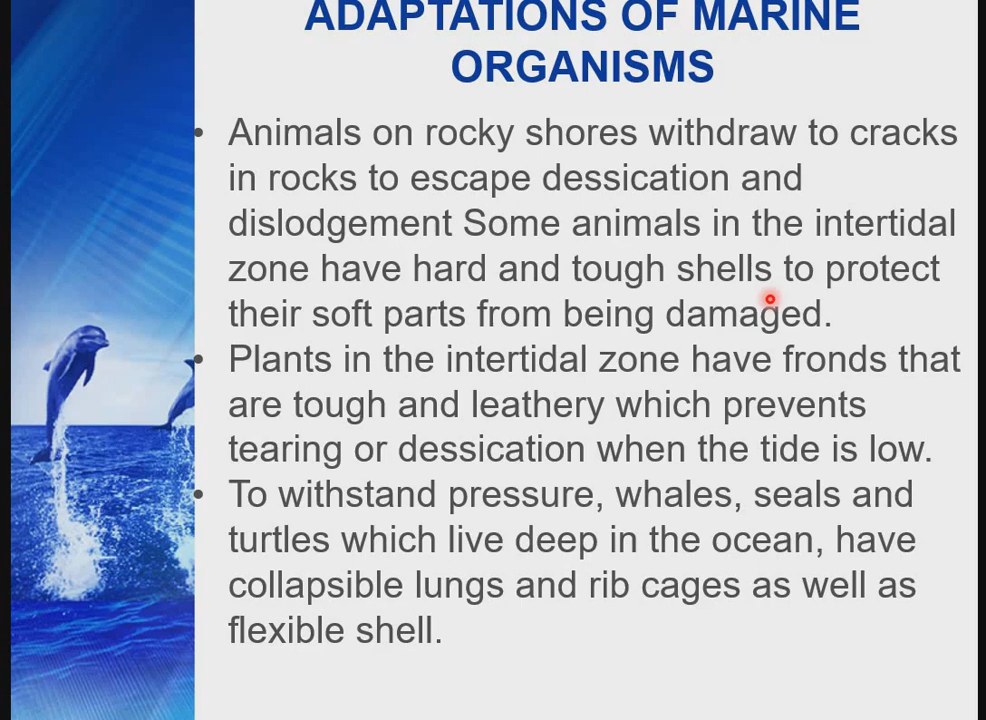 ADAPTATIONS OF MARINE
ORGANISMS
• Animals on rocky shores withdraw to cracks
in rocks to escape dessication and
dislodgement Some animals in the intertidal
zone have hard and tough shells to protect
their soft parts from being damaged.
• Plants in the intertidal zone have fronds that
are tough and leathery which prevents
tearing or dessication when the tide is low.
• To withstand pressure, whales, seals and
turtles which live deep in the ocean, have
collapsible lungs and rib cages as well as
flexible shell.